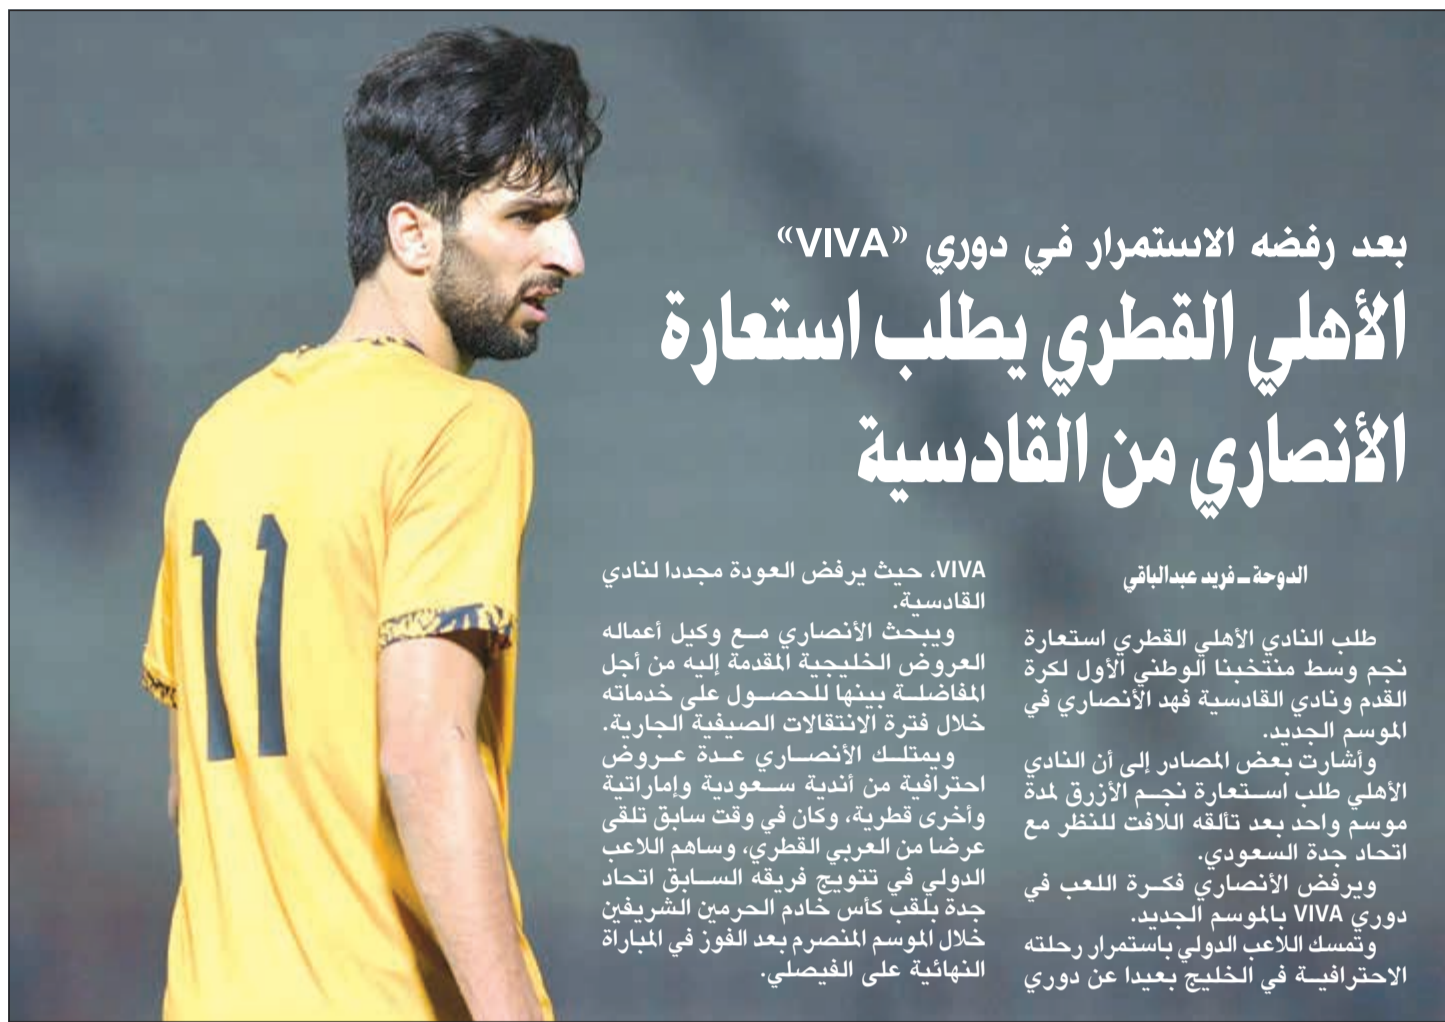 بعد رفضه الاستمرار في دوري «VIVA»
الأهلي القطري يطلب استعارة
الأنصاري من القادسية
الدوحة ــ فريد عبدالباقي
طلب النادي الأهلي القطري استعارة
نجم وسط منتخبنا الوطني الأول لكرة
القدم ونادي القادسية فهد الأنصاري في
الموسم الجديد.
وأشارت بعض المصادر إلى أن النادي
الأهلي طلب استعارة نجم الأزرق لمدة
موسم واحد بعد تألقه اللافت للنظر مع
اتحاد جدة السعودي.
ويرفض الأنصاري فكرة اللعب في
دوري VIVA بالموسم الجديد.
وتمسك اللاعب الدولي باستمرار رحلته
الاحترافية في الخليج بعيدا عن دوري
VIVA، حيث يرفض العودة مجددا لنادي
القادسية.
ويبحث الأنصاري مع وكيل أعماله
العروض الخليجية المقدمة إليه من أجل
المفاضلة بينها للحصول على خدماته
خلال فترة الانتقالات الصيفية الجارية.
ويمتلك الأنصاري عدة عروض
احترافية من أندية سعودية وإماراتية
وأخرى قطرية، وكان في وقت سابق تلقى
عرضا من العربي القطري، وساهم اللاعب
الدولي في تتويج فريقه السابق اتحاد
جدة بلقب كأس خادم الحرمين الشريفين
خلال الموسم المنصرم بعد الفوز في المباراة
النهائية على الفيصلي.
11